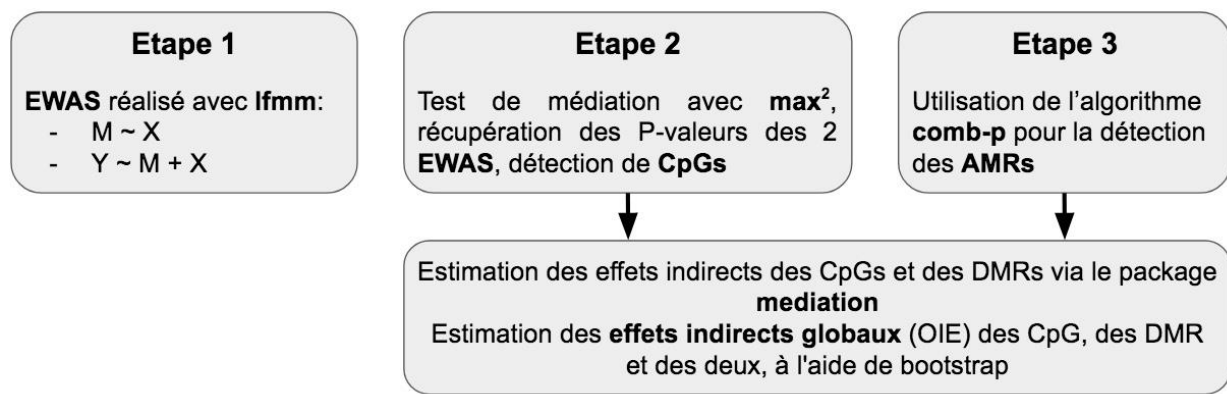 Etape 1
EWAS réalisé avec lfmm:
- M ~ X
- Y ~ M + X
Etape 2
Test de médiation avec max²,
récupération des P-valeurs des 2
EWAS, détection de CpGs
Etape 3
Utilisation de l'algorithme
comb-p pour la détection
des AMRs
Estimation des effets indirects des CpGs et des DMRs via le package
mediation
Estimation des effets indirects globaux (OIE) des CpG, des DMR
et des deux, à l'aide de bootstrap